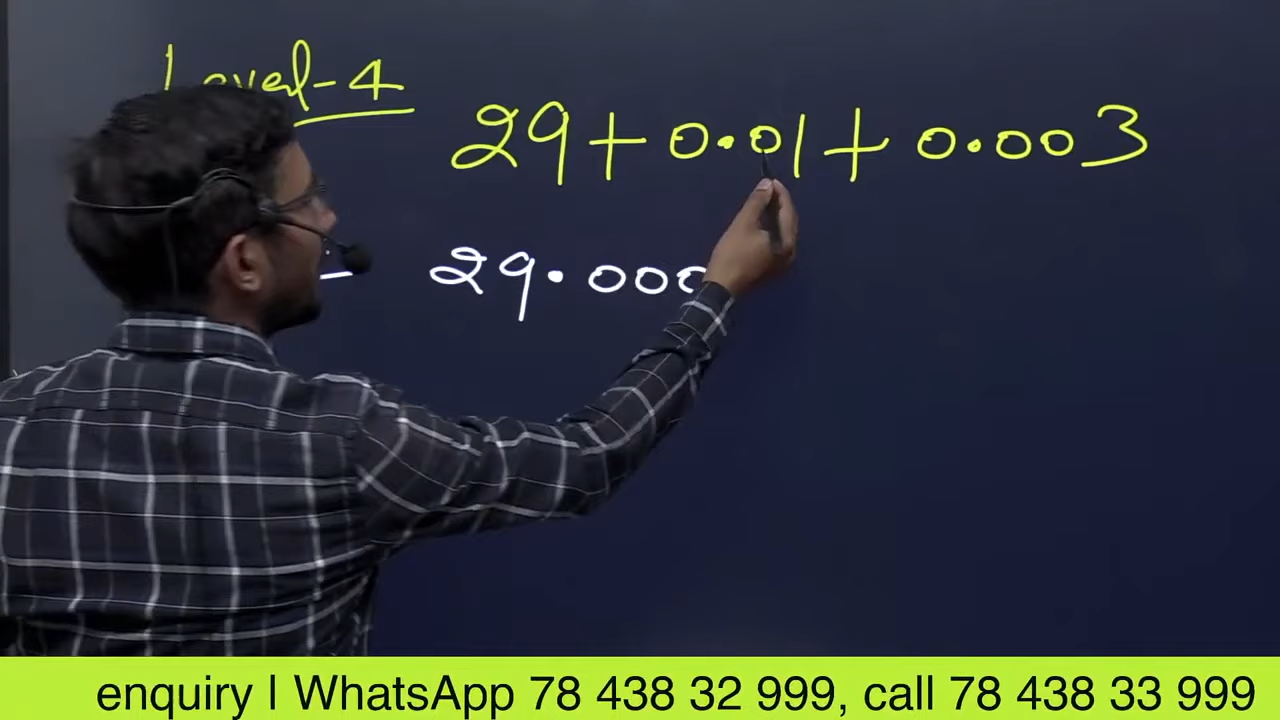 Level-4
29+0.01+0.003
= 29.000
enquiry I WhatsApp 78 438 32 999, call 78 438 33 999